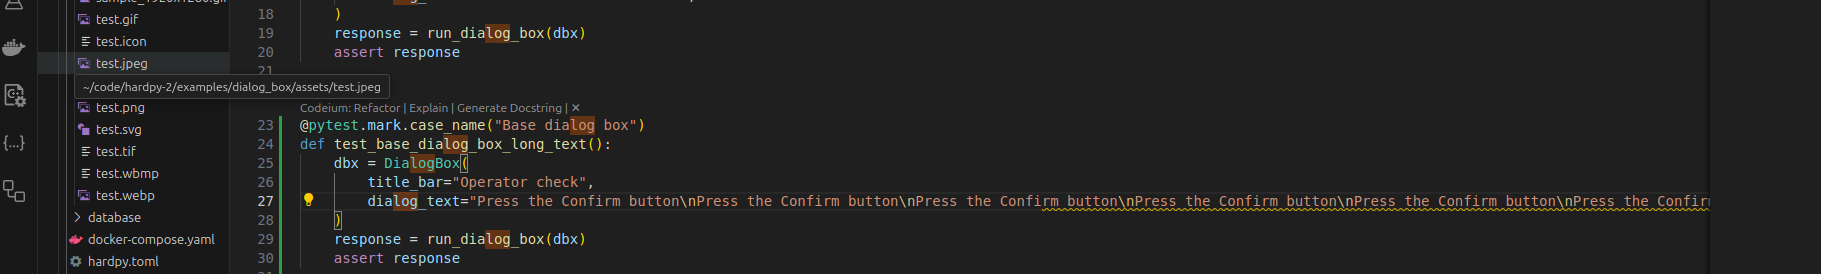 test.gif
test.icon
test.jpeg
~/code/hardpy-2/examples/dialog_box/assets/test.jpeg
test.png
test.svg
test.tif
test.wbmp
test.webp
database
docker-compose.yaml
hardpy.toml
18 )
19 response = run_dialog_box(dbx)
20 assert response
21
Codeium: Refactor | Explain | Generate Docstring | ✕
23 @pytest.mark.case_name("Base dialog box")
24 def test_base_dialog_box_long_text():
25 dbx = DialogBox(
26 title_bar="Operator check",
27 dialog_text="Press the Confirm button\nPress the Confirm button\nPress the Confirm button\nPress the Confirm button\nPress the Confirm button\nPress the Confirm
28 )
29 response = run_dialog_box(dbx)
30 assert response